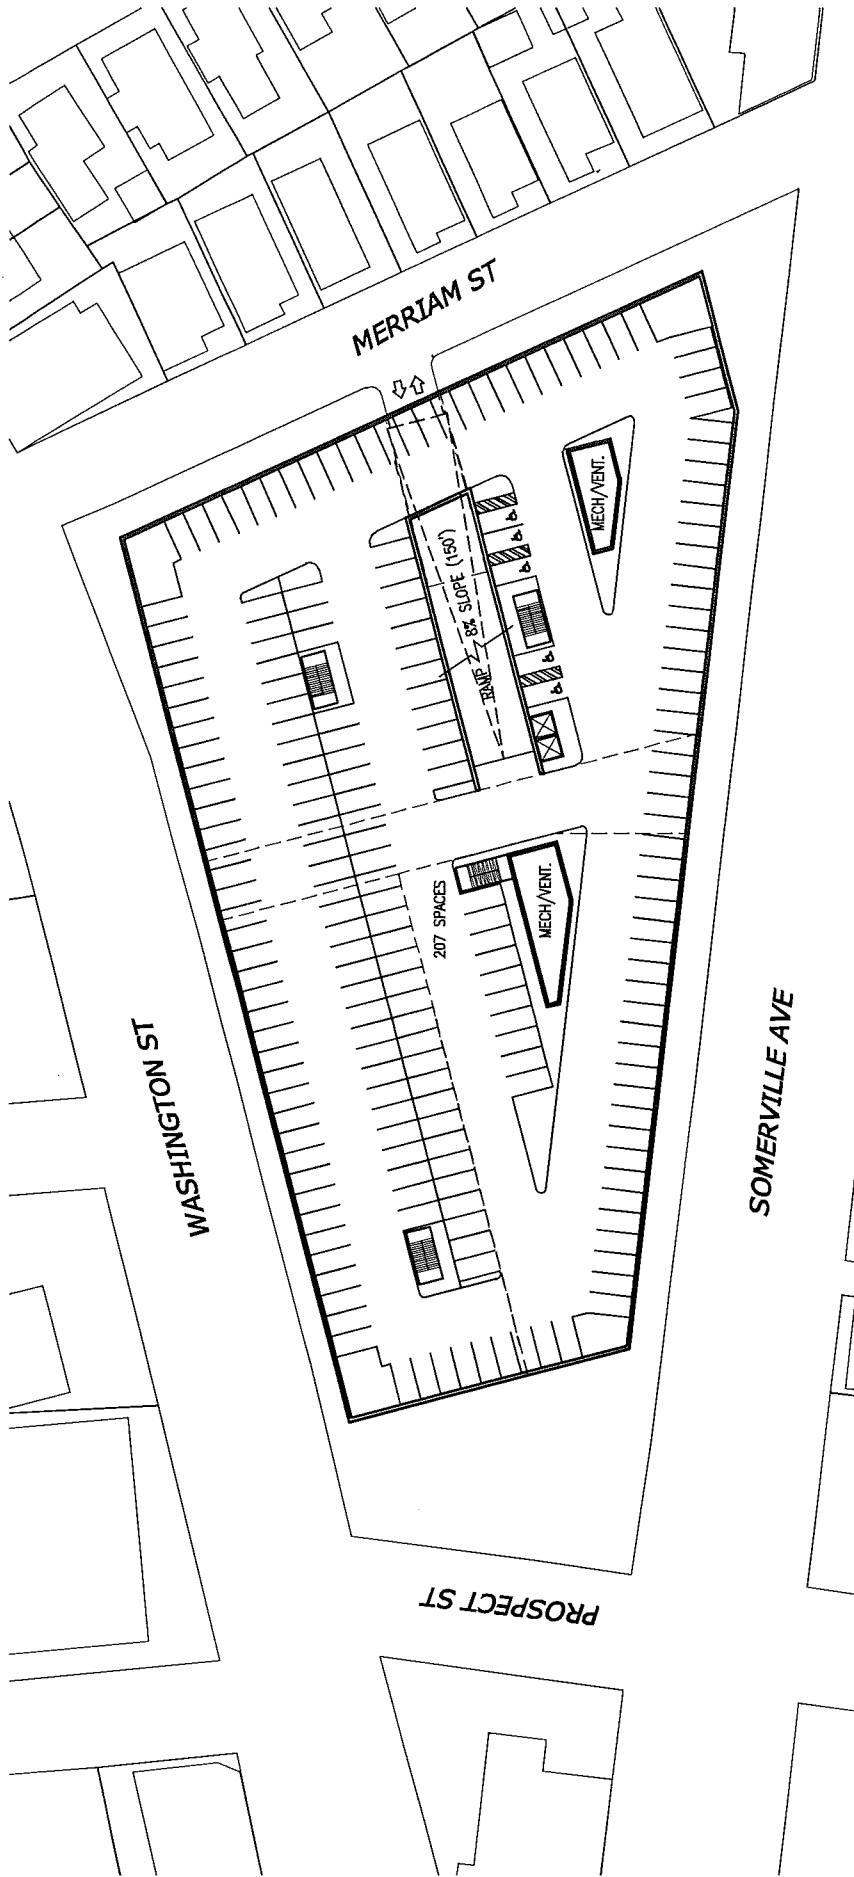 MERRIAM ST
MECH/VENT.
RAMP 8% SLOPE (150')
207 SPACES
MECH/VENT.
WASHINGTON ST
SOMERVILLE AVE
PROSPECT ST